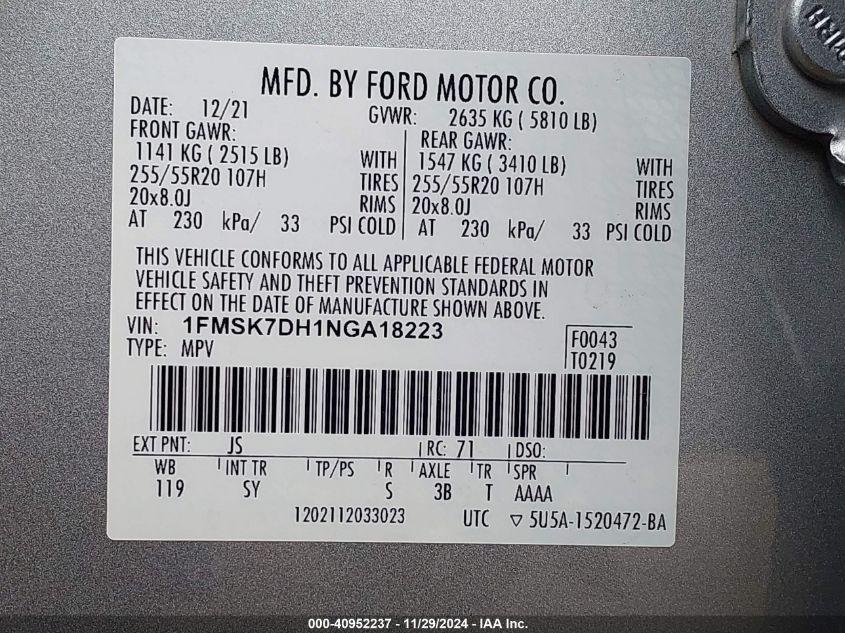 MFD. BY FORD MOTOR CO.
DATE: 12/21 GVWR: 2635 KG ( 5810 LB)
FRONT GAWR: REAR GAWR:
1141 KG ( 2515 LB) WITH 1547 KG ( 3410 LB) WITH
255/55R20 107H TIRES 255/55R20 107H TIRES
20x8.0J RIMS 20x8.0J RIMS
AT 230 kPa/ 33 PSI COLD AT 230 kPa/ 33 PSI COLD
THIS VEHICLE CONFORMS TO ALL APPLICABLE FEDERAL MOTOR
VEHICLE SAFETY AND THEFT PREVENTION STANDARDS IN
EFFECT ON THE DATE OF MANUFACTURE SHOWN ABOVE.
VIN: 1FMSK7DH1NGA18223 F0043
TYPE: MPV T0219
EXT PNT: JS RC: 71 DSO:
WB INT TR TP/PS R AXLE TR SPR
119 SY S 3B T AAAA
1202112033023 UTC ▽ 5U5A-1520472-BA
000-40952237 - 11/29/2024 - IAA Inc.